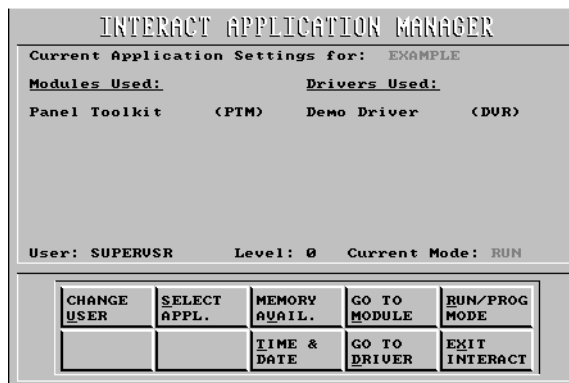 INTERACT APPLICATION MANAGER
Current Application Settings for: EXAMPLE
Modules Used: Drivers Used:
Panel Toolkit (PTM) Demo Driver (DVR)
User: SUPERVSR Level: 0 Current Mode: RUN
CHANGE USER
SELECT APPL.
MEMORY AVAIL.
GO TO MODULE
RUN/PROG MODE
TIME & DATE
GO TO DRIVER
EXIT INTERACT